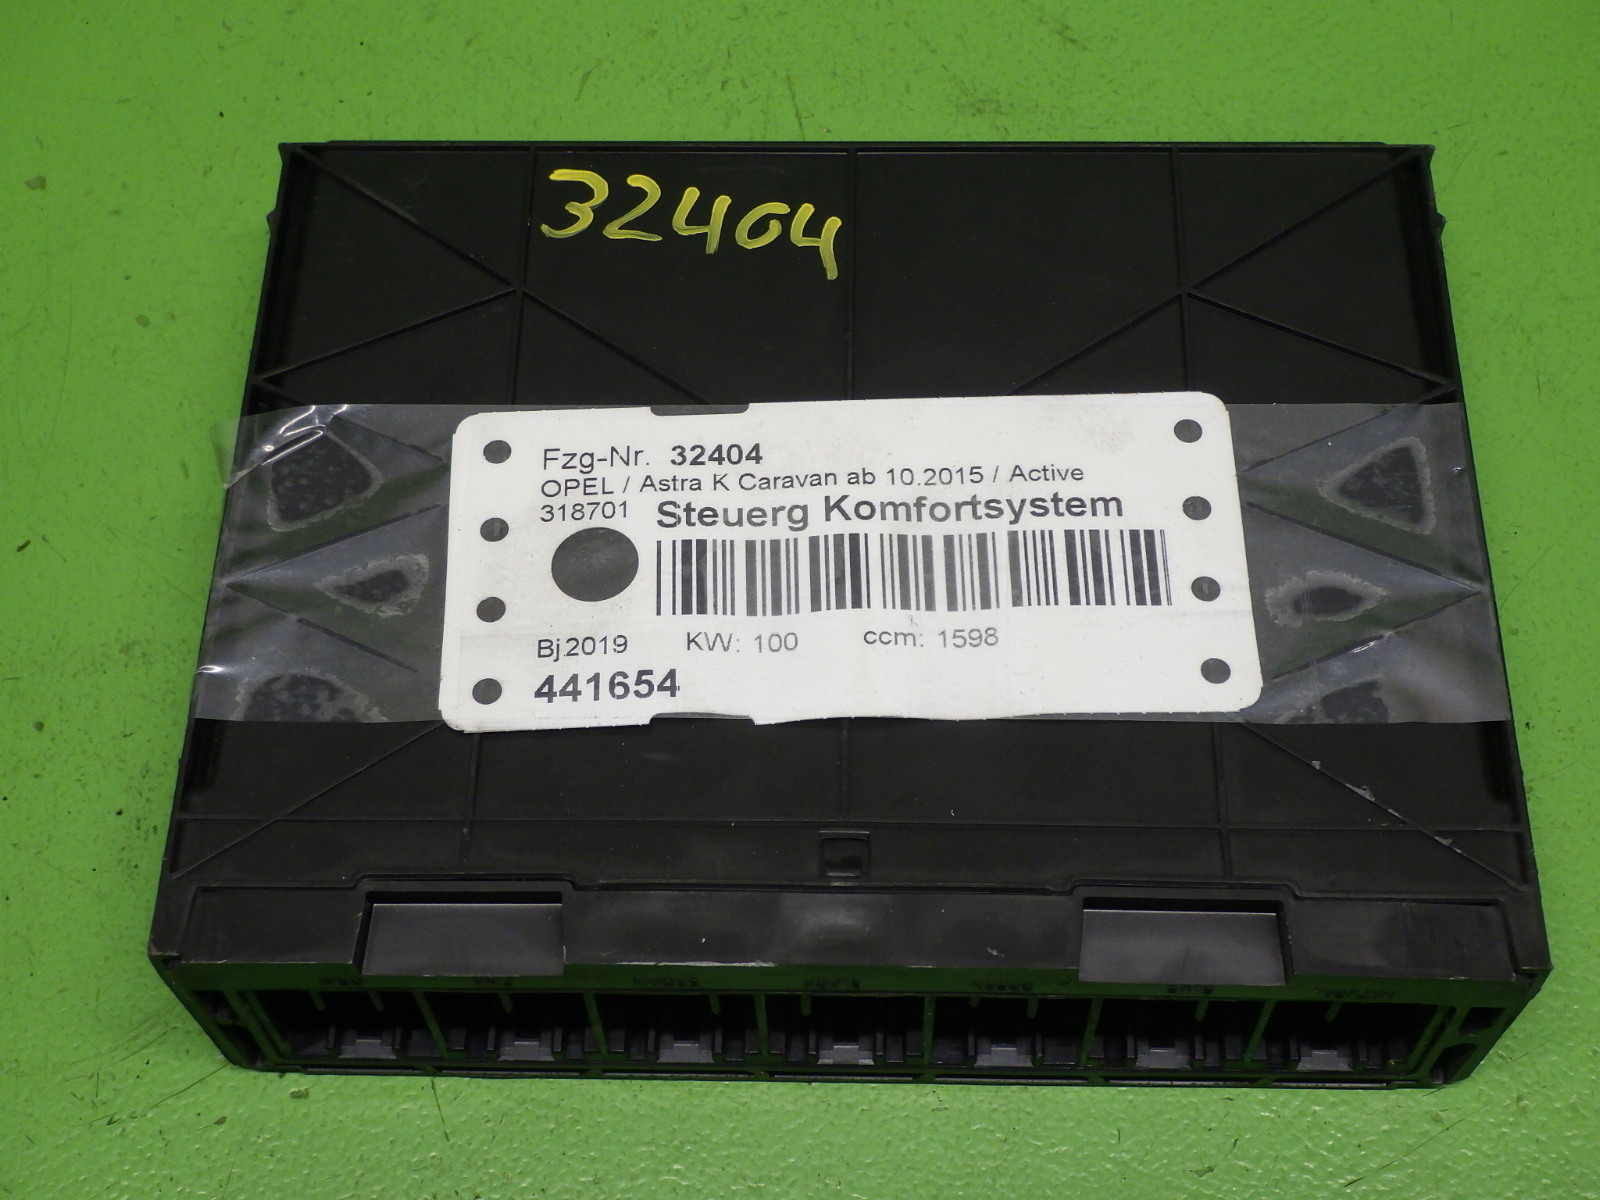 32404
Fzg-Nr. 32404
OPEL / Astra K Caravan ab 10.2015 / Active
318701 Steuerg Komfortsystem
Bj.2019 KW: 100 ccm: 1598
441654